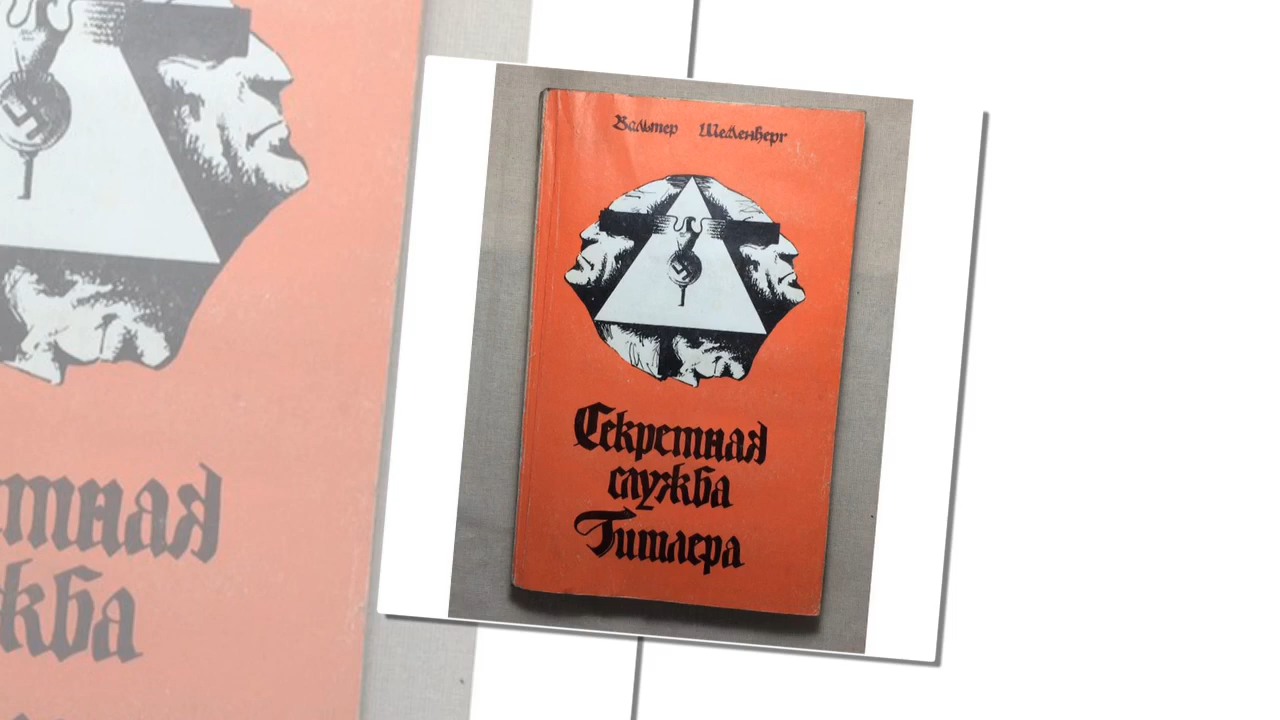 Вальтер Шелленберг
Секретная
служба
Гитлера